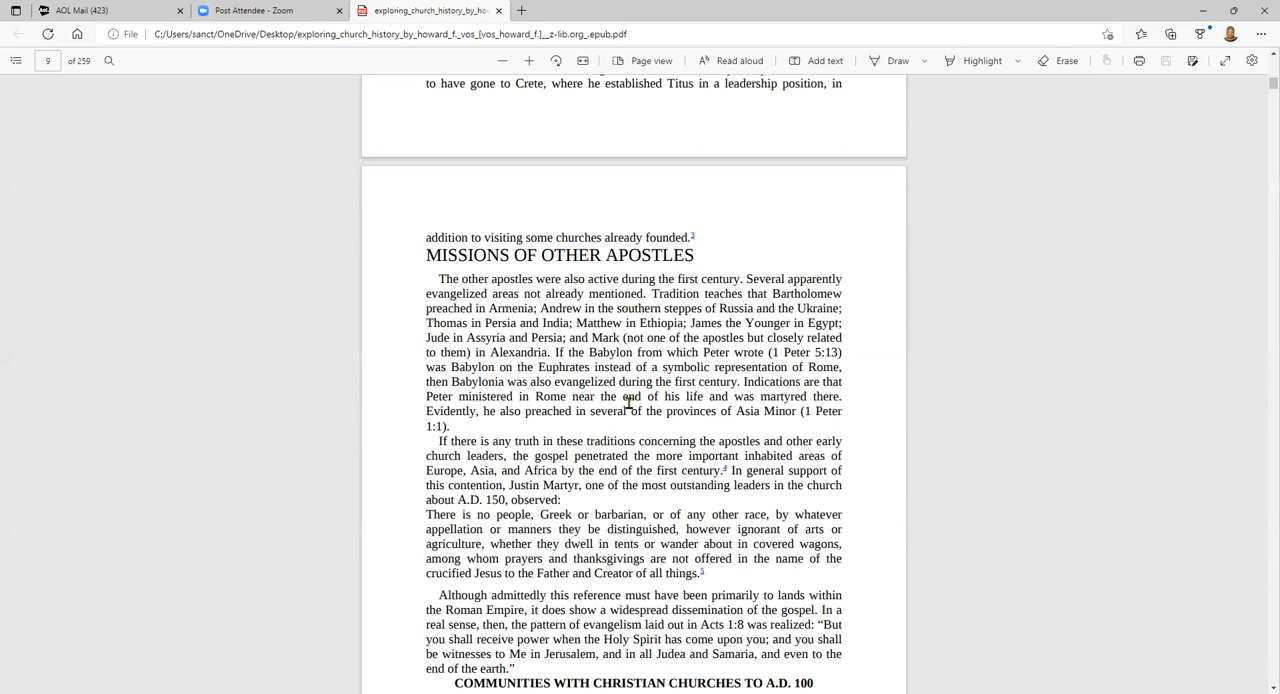 AOL Mail (423)
Post Attendee - Zoom
exploring_church_history_by_ho
File
C:/Users/sanct/OneDrive/Desktop/exploring_church_history_by_howard_f._vos_[vos_howard_f.]__z-lib.org_.epub.pdf
9 of 259
Page view
Read aloud
Add text
Draw
Highlight
Erase
to have gone to Crete, where he established Titus in a leadership position, in
addition to visiting some churches already founded.3
MISSIONS OF OTHER APOSTLES
The other apostles were also active during the first century. Several apparently
evangelized areas not already mentioned. Tradition teaches that Bartholomew
preached in Armenia; Andrew in the southern steppes of Russia and the Ukraine;
Thomas in Persia and India; Matthew in Ethiopia; James the Younger in Egypt;
Jude in Assyria and Persia; and Mark (not one of the apostles but closely related
to them) in Alexandria. If the Babylon from which Peter wrote (1 Peter 5:13)
was Babylon on the Euphrates instead of a symbolic representation of Rome,
then Babylonia was also evangelized during the first century. Indications are that
Peter ministered in Rome near the end of his life and was martyred there.
Evidently, he also preached in several of the provinces of Asia Minor (1 Peter
1:1).
If there is any truth in these traditions concerning the apostles and other early
church leaders, the gospel penetrated the more important inhabited areas of
Europe, Asia, and Africa by the end of the first century.4 In general support of
this contention, Justin Martyr, one of the most outstanding leaders in the church
about A.D. 150, observed:
There is no people, Greek or barbarian, or of any other race, by whatever
appellation or manners they be distinguished, however ignorant of arts or
agriculture, whether they dwell in tents or wander about in covered wagons,
among whom prayers and thanksgivings are not offered in the name of the
crucified Jesus to the Father and Creator of all things.5
Although admittedly this reference must have been primarily to lands within
the Roman Empire, it does show a widespread dissemination of the gospel. In a
real sense, then, the pattern of evangelism laid out in Acts 1:8 was realized: “But
you shall receive power when the Holy Spirit has come upon you; and you shall
be witnesses to Me in Jerusalem, and in all Judea and Samaria, and even to the
end of the earth.”
COMMUNITIES WITH CHRISTIAN CHURCHES TO A.D. 100